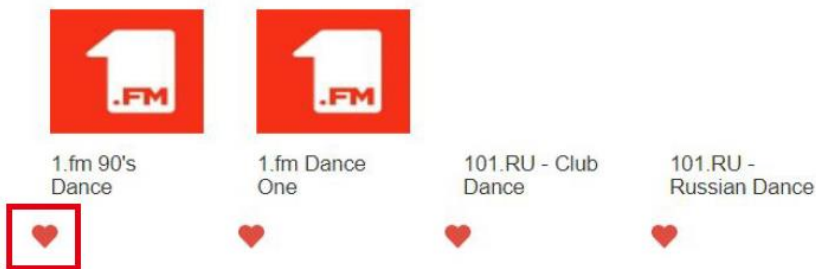 .FM
.FM
1.fm 90's
Dance
1.fm Dance
One
101.RU - Club
Dance
101.RU -
Russian Dance